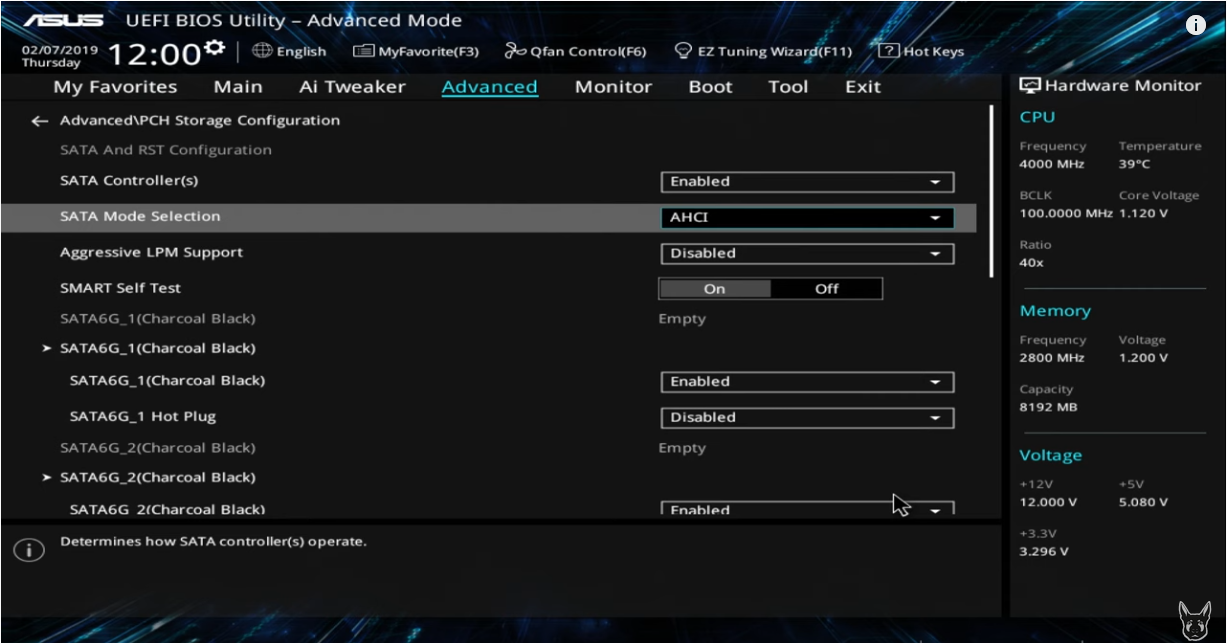 ASUS UEFI BIOS Utility – Advanced Mode
i
02/07/2019
Thursday
12:00
English
MyFavorite(F3)
Qfan Control(F6)
EZ Tuning Wizard(F11)
? Hot Keys
My Favorites Main Ai Tweaker Advanced Monitor Boot Tool Exit
Advanced\PCH Storage Configuration
SATA And RST Configuration
SATA Controller(s) Enabled
SATA Mode Selection AHCI
Aggressive LPM Support Disabled
SMART Self Test On Off
SATA6G_1(Charcoal Black) Empty
SATA6G_1(Charcoal Black)
SATA6G_1(Charcoal Black) Enabled
SATA6G_1 Hot Plug Disabled
SATA6G_2(Charcoal Black) Empty
SATA6G_2(Charcoal Black)
SATA6G_2(Charcoal Black) Enabled
i
Determines how SATA controller(s) operate.
Hardware Monitor
CPU
Frequency Temperature
4000 MHz 39°C
BCLK Core Voltage
100.0000 MHz 1.120 V
Ratio
40x
Memory
Frequency Voltage
2800 MHz 1.200 V
Capacity
8192 MB
Voltage
+12V +5V
12.000 V 5.080 V
+3.3V
3.296 V